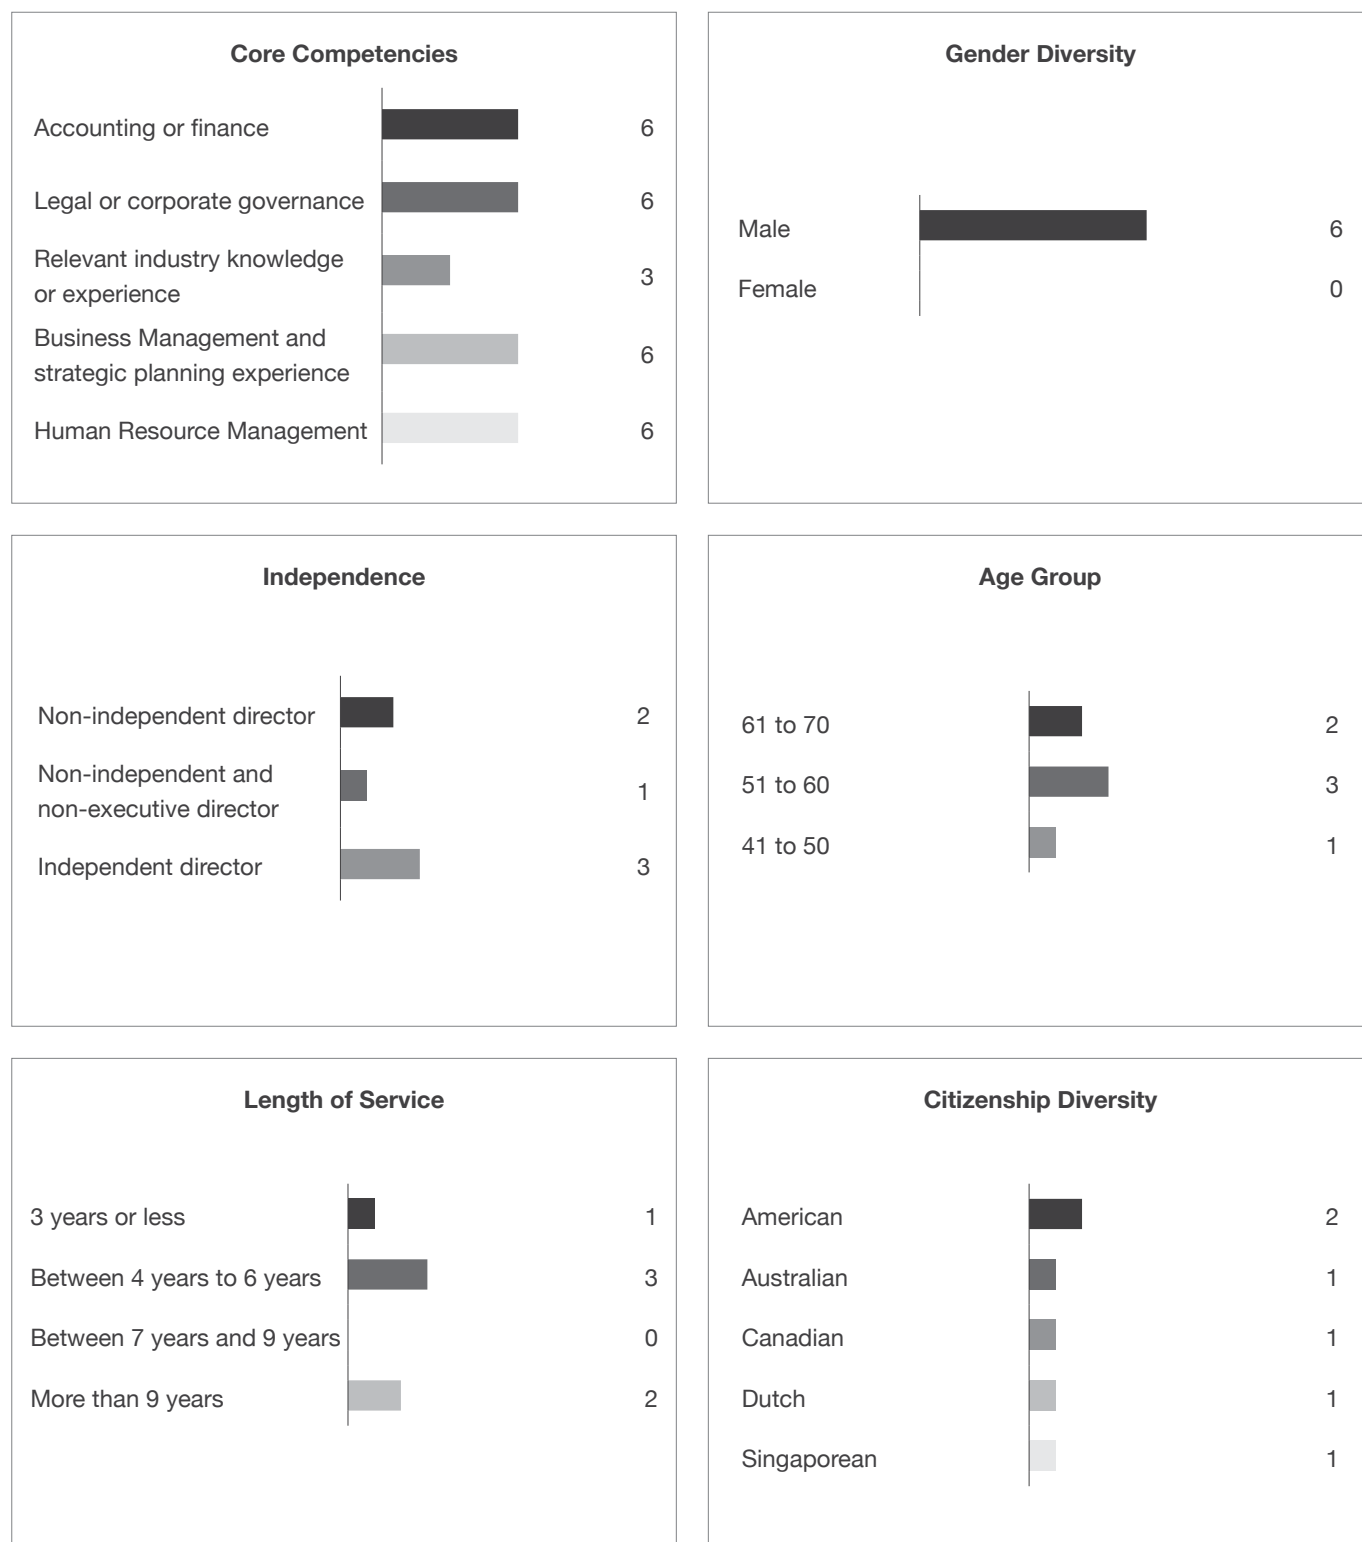 Core Competencies
Accounting or finance 6
Legal or corporate governance 6
Relevant industry knowledge
or experience 3
Business Management and
strategic planning experience 6
Human Resource Management 6
Gender Diversity
Male 6
Female 0
Independence
Non-independent director 2
Non-independent and
non-executive director 1
Independent director 3
Age Group
61 to 70 2
51 to 60 3
41 to 50 1
Length of Service
3 years or less 1
Between 4 years to 6 years 3
Between 7 years and 9 years 0
More than 9 years 2
Citizenship Diversity
American 2
Australian 1
Canadian 1
Dutch 1
Singaporean 1